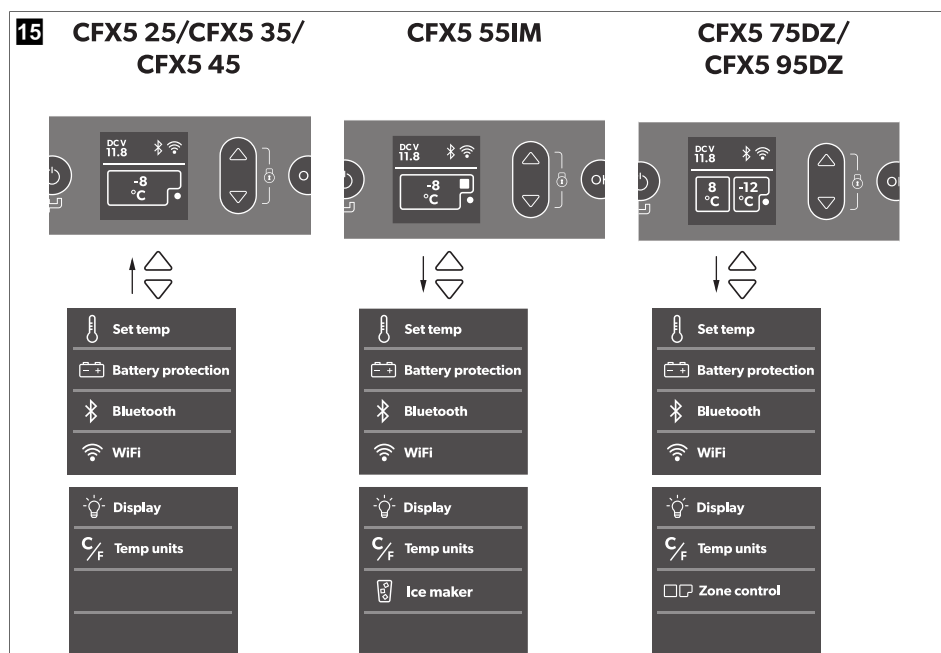 15
CFX5 25/CFX5 35/
CFX5 45
DC V
11.8
-8
°C
Set temp
Battery protection
Bluetooth
WiFi
Display
C/F Temp units
CFX5 55IM
DC V
11.8
-8
°C
OK
Set temp
Battery protection
Bluetooth
WiFi
Display
C/F Temp units
Ice maker
CFX5 75DZ/
CFX5 95DZ
DC V
11.8
8
°C
-12
°C
Set temp
Battery protection
Bluetooth
WiFi
Display
C/F Temp units
Zone control